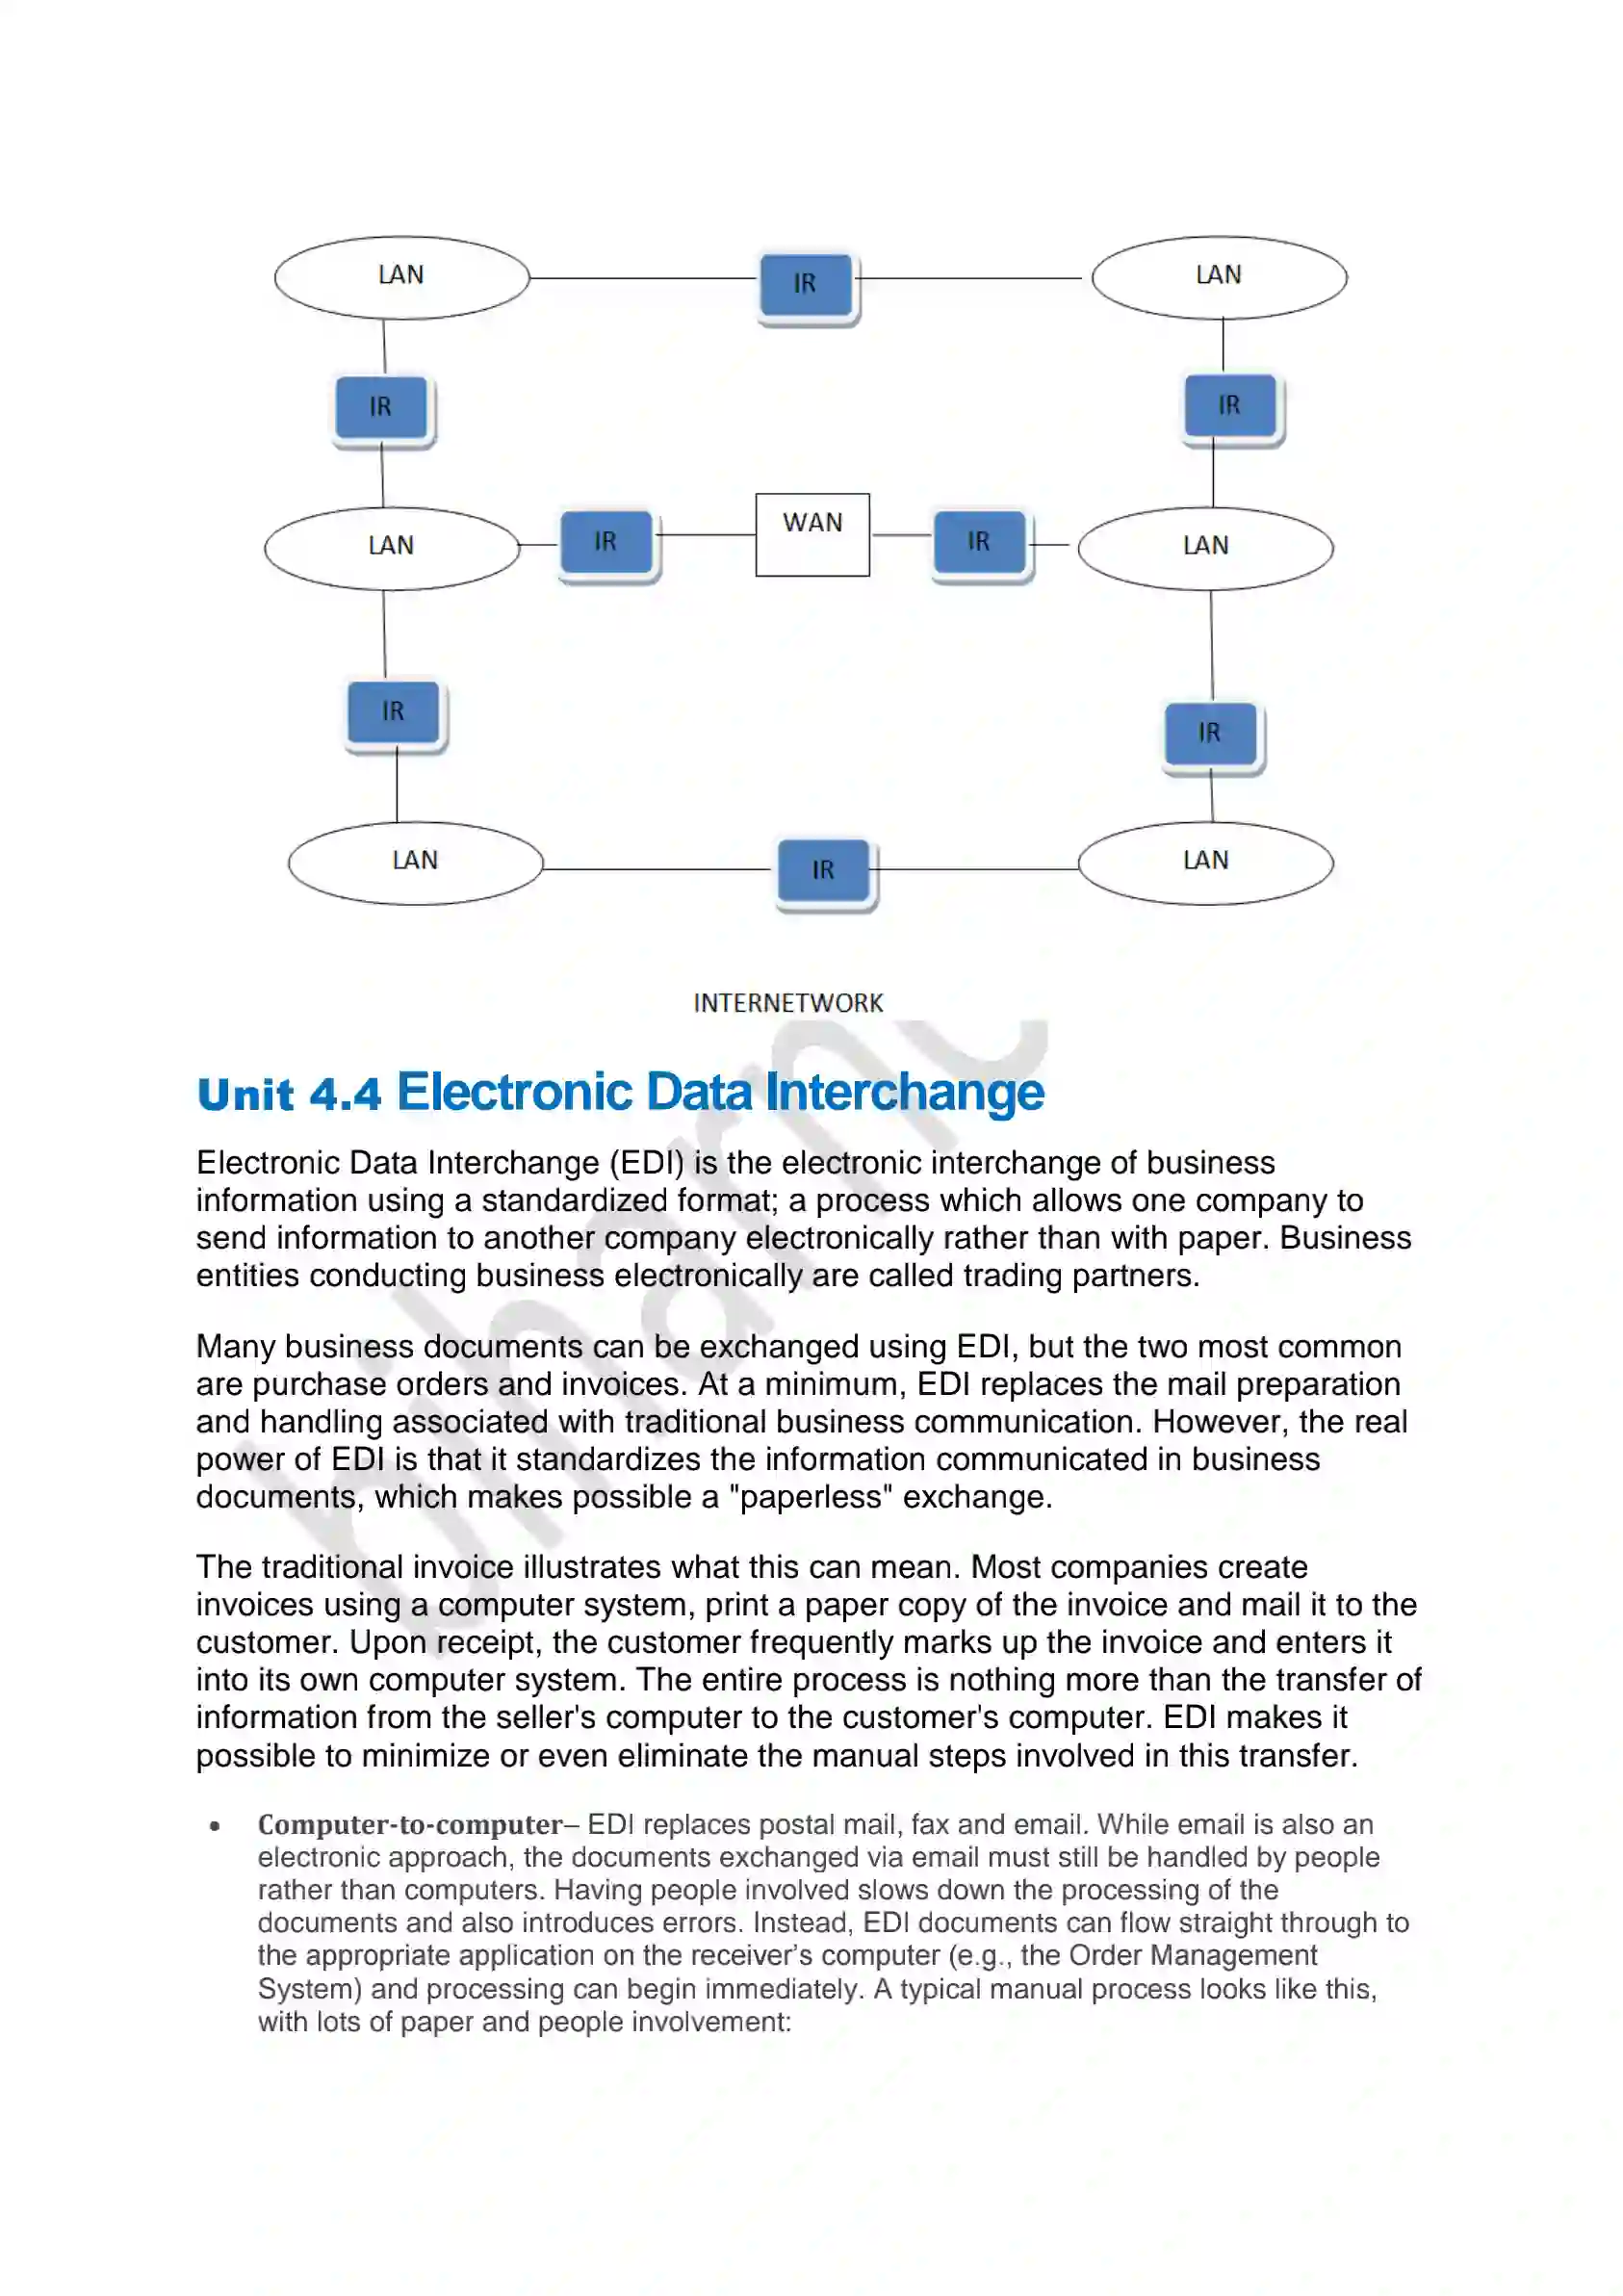 LAN
IR
LAN
IR
IR
LAN
IR
WAN
IR
LAN
IR
IR
LAN
IR
LAN
INTERNETWORK
Unit 4.4 Electronic Data Interchange
Electronic Data Interchange (EDI) is the electronic interchange of business
information using a standardized format; a process which allows one company to
send information to another company electronically rather than with paper. Business
entities conducting business electronically are called trading partners.
Many business documents can be exchanged using EDI, but the two most common
are purchase orders and invoices. At a minimum, EDI replaces the mail preparation
and handling associated with traditional business communication. However, the real
power of EDI is that it standardizes the information communicated in business
documents, which makes possible a "paperless" exchange.
The traditional invoice illustrates what this can mean. Most companies create
invoices using a computer system, print a paper copy of the invoice and mail it to the
customer. Upon receipt, the customer frequently marks up the invoice and enters it
into its own computer system. The entire process is nothing more than the transfer of
information from the seller's computer to the customer's computer. EDI makes it
possible to minimize or even eliminate the manual steps involved in this transfer.
• Computer-to-computer– EDI replaces postal mail, fax and email. While email is also an
electronic approach, the documents exchanged via email must still be handled by people
rather than computers. Having people involved slows down the processing of the
documents and also introduces errors. Instead, EDI documents can flow straight through to
the appropriate application on the receiver’s computer (e.g., the Order Management
System) and processing can begin immediately. A typical manual process looks like this,
with lots of paper and people involvement: